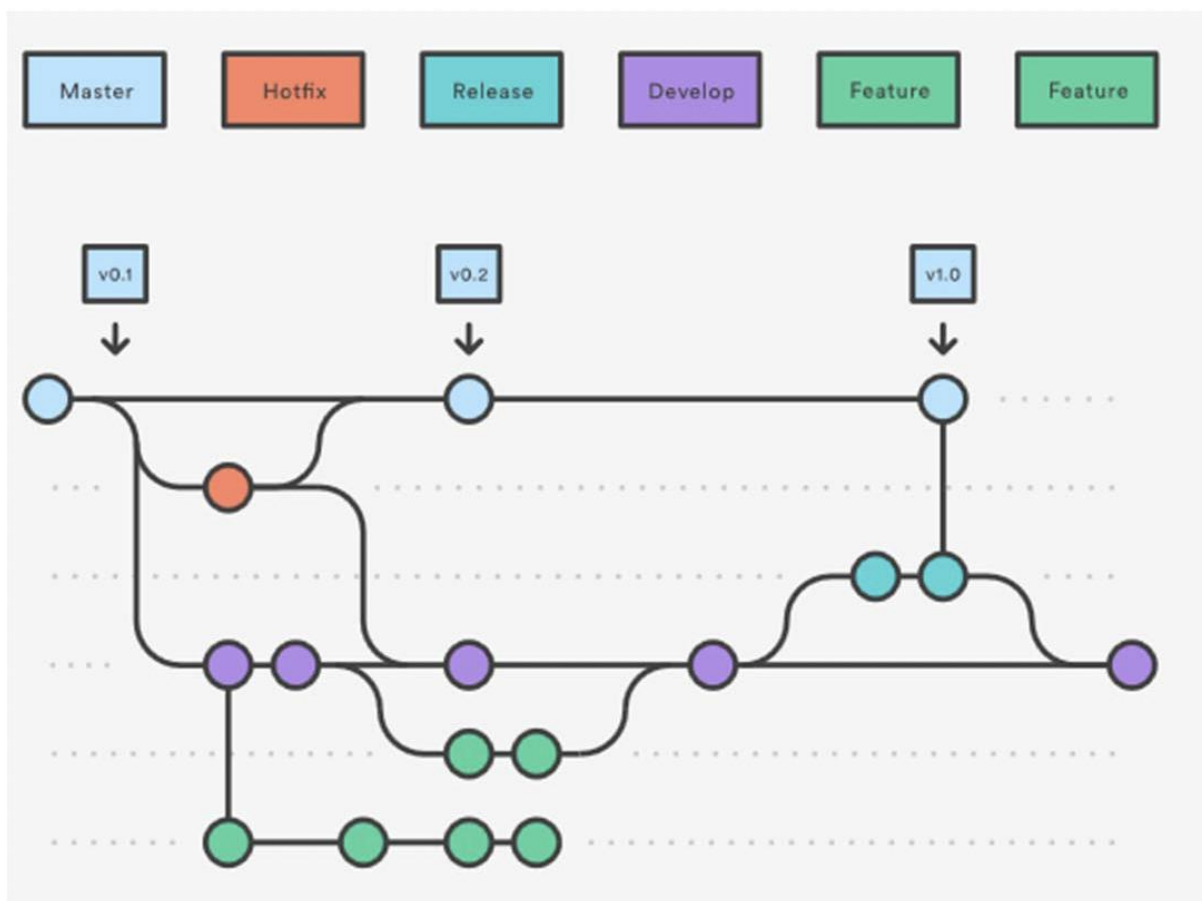 Master
Hotfix
Release
Develop
Feature
Feature
v0.1
v0.2
v1.0